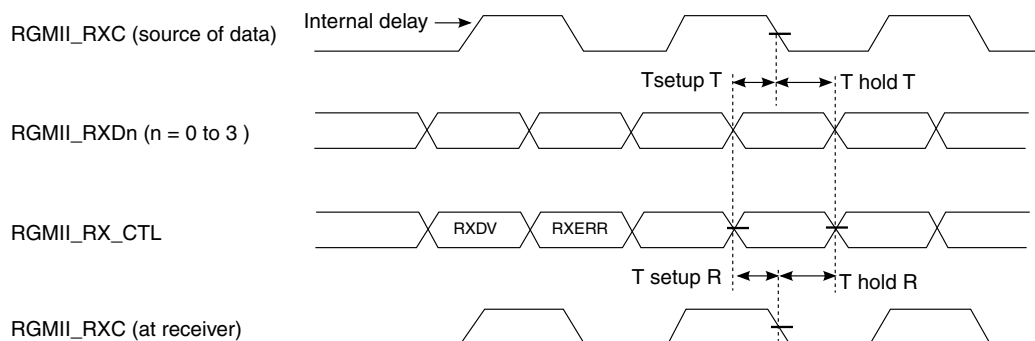 Internal delay
RGMII_RXC (source of data)
Tsetup T
T hold T
RGMII_RXDn (n = 0 to 3 )
RGMII_RX_CTL
RXDV
RXERR
T setup R
T hold R
RGMII_RXC (at receiver)